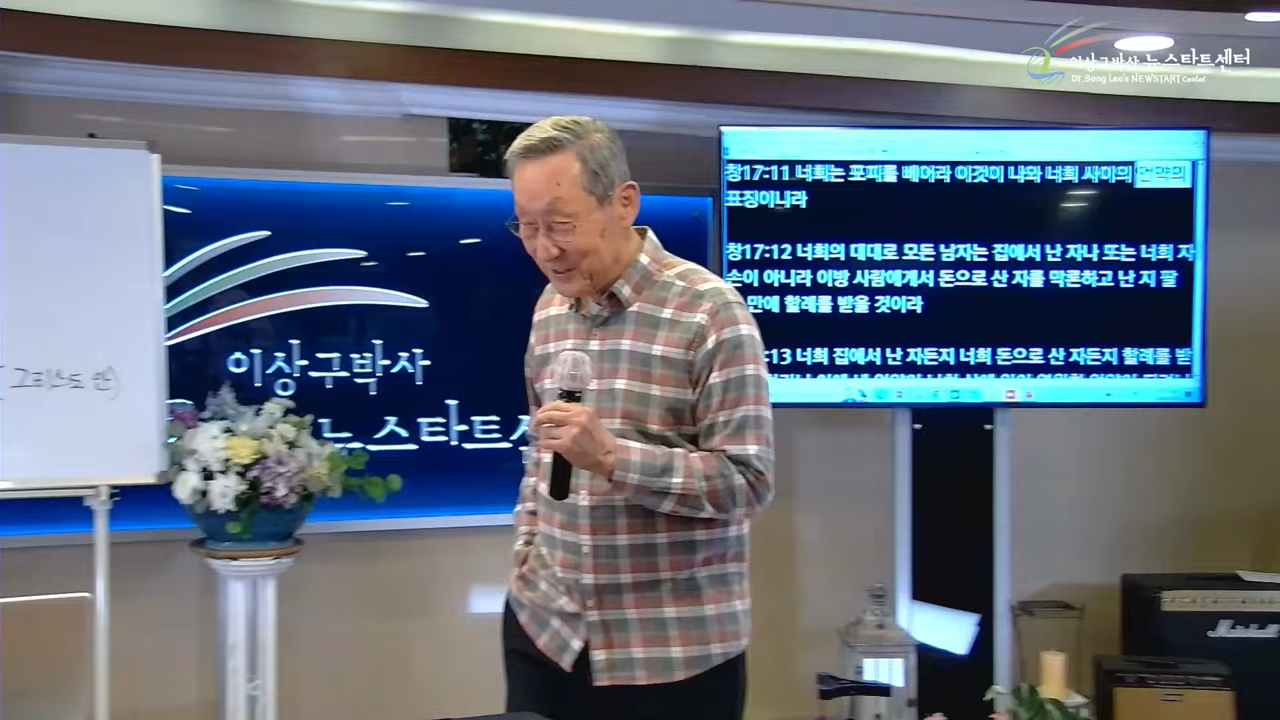 이상구박사 뉴스타트센터
Dr.Sang Lee's NEWSTART Center
창17:11 너희는 포피를 베어라 이것이 나와 너희 사이의 언약의
표징이니라
창17:12 너희의 대대로 모든 남자는 집에서 난 자나 또는 너희 자
손이 아니라 이방 사람에게서 돈으로 산 자를 막론하고 난 지 팔
만에 할례를 받을 것이라
:13 너희 집에서 난 자든지 너희 돈으로 산 자든지 할례를 받
그리스도 안)
이상구박사
뉴스타트센
Marshall